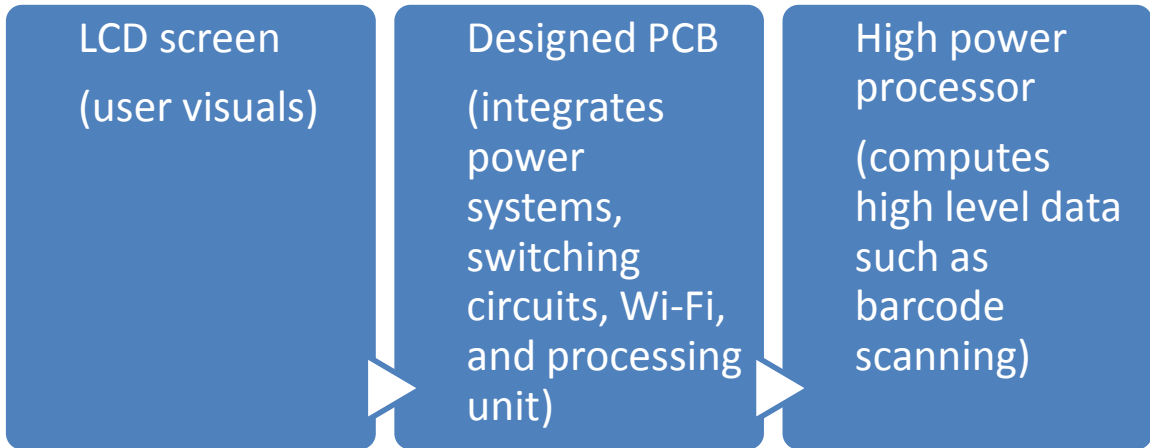 LCD screen
(user visuals)
Designed PCB
(integrates
power
systems,
switching
circuits, Wi-Fi,
and processing
unit)
High power
processor
(computes
high level data
such as
barcode
scanning)